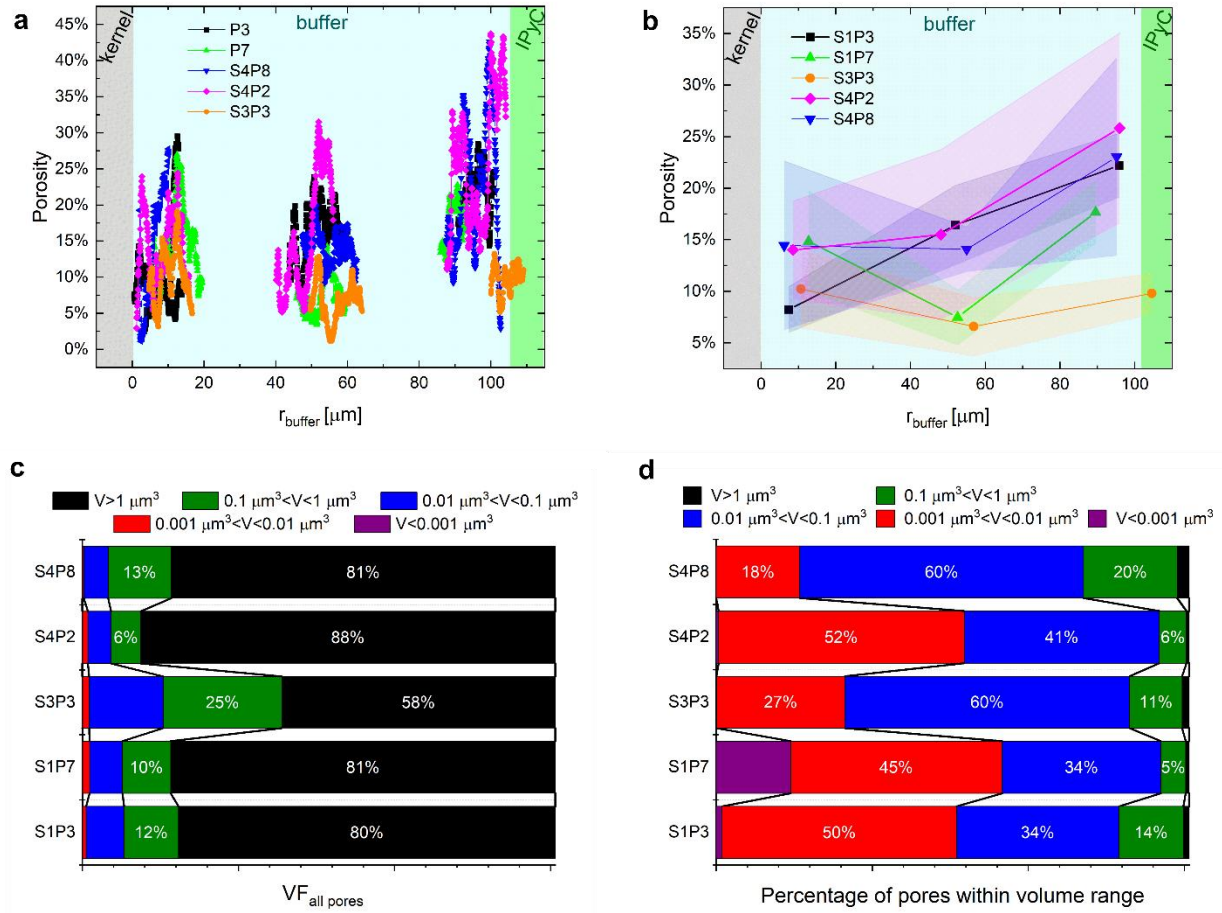 a
kernel
buffer
IPyC
P3
P7
S4P8
S4P2
S3P3
45%
40%
35%
30%
25%
20%
15%
10%
5%
0%
Porosity
0 20 40 60 80 100
r_buffer [μm]
b
kernel
buffer
IPyC
S1P3
S1P7
S3P3
S4P2
S4P8
35%
30%
25%
20%
15%
10%
5%
Porosity
0 20 40 60 80 100
r_buffer [μm]
c
V>1 μm³ 0.1 μm³<V<1 μm³ 0.01 μm³<V<0.1 μm³
0.001 μm³<V<0.01 μm³ V<0.001 μm³
S4P8 13% 81%
S4P2 6% 88%
S3P3 25% 58%
S1P7 10% 81%
S1P3 12% 80%
VF_all pores
d
V>1 μm³ 0.1 μm³<V<1 μm³
0.01 μm³<V<0.1 μm³ 0.001 μm³<V<0.01 μm³ V<0.001 μm³
S4P8 18% 60% 20%
S4P2 52% 41% 6%
S3P3 27% 60% 11%
S1P7 45% 34% 5%
S1P3 50% 34% 14%
Percentage of pores within volume range